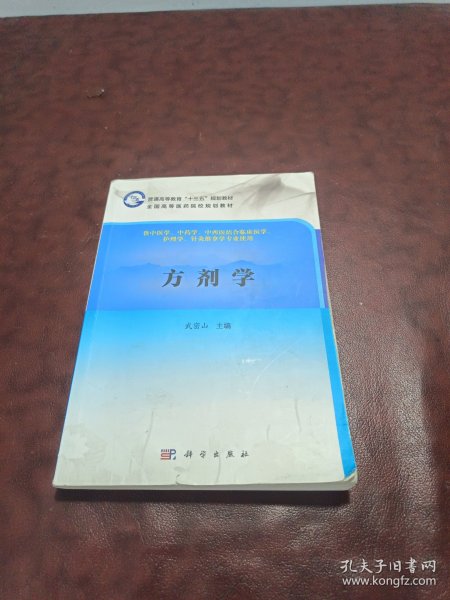 普通高等教育“十三五”规划教材
全国高等医药院校规划教材
供中医学、中药学、中西医结合临床医学、
护理学、针灸推拿学专业使用
方剂学
武密山 主编
科学出版社
孔夫子旧书网
www.kongfz.com